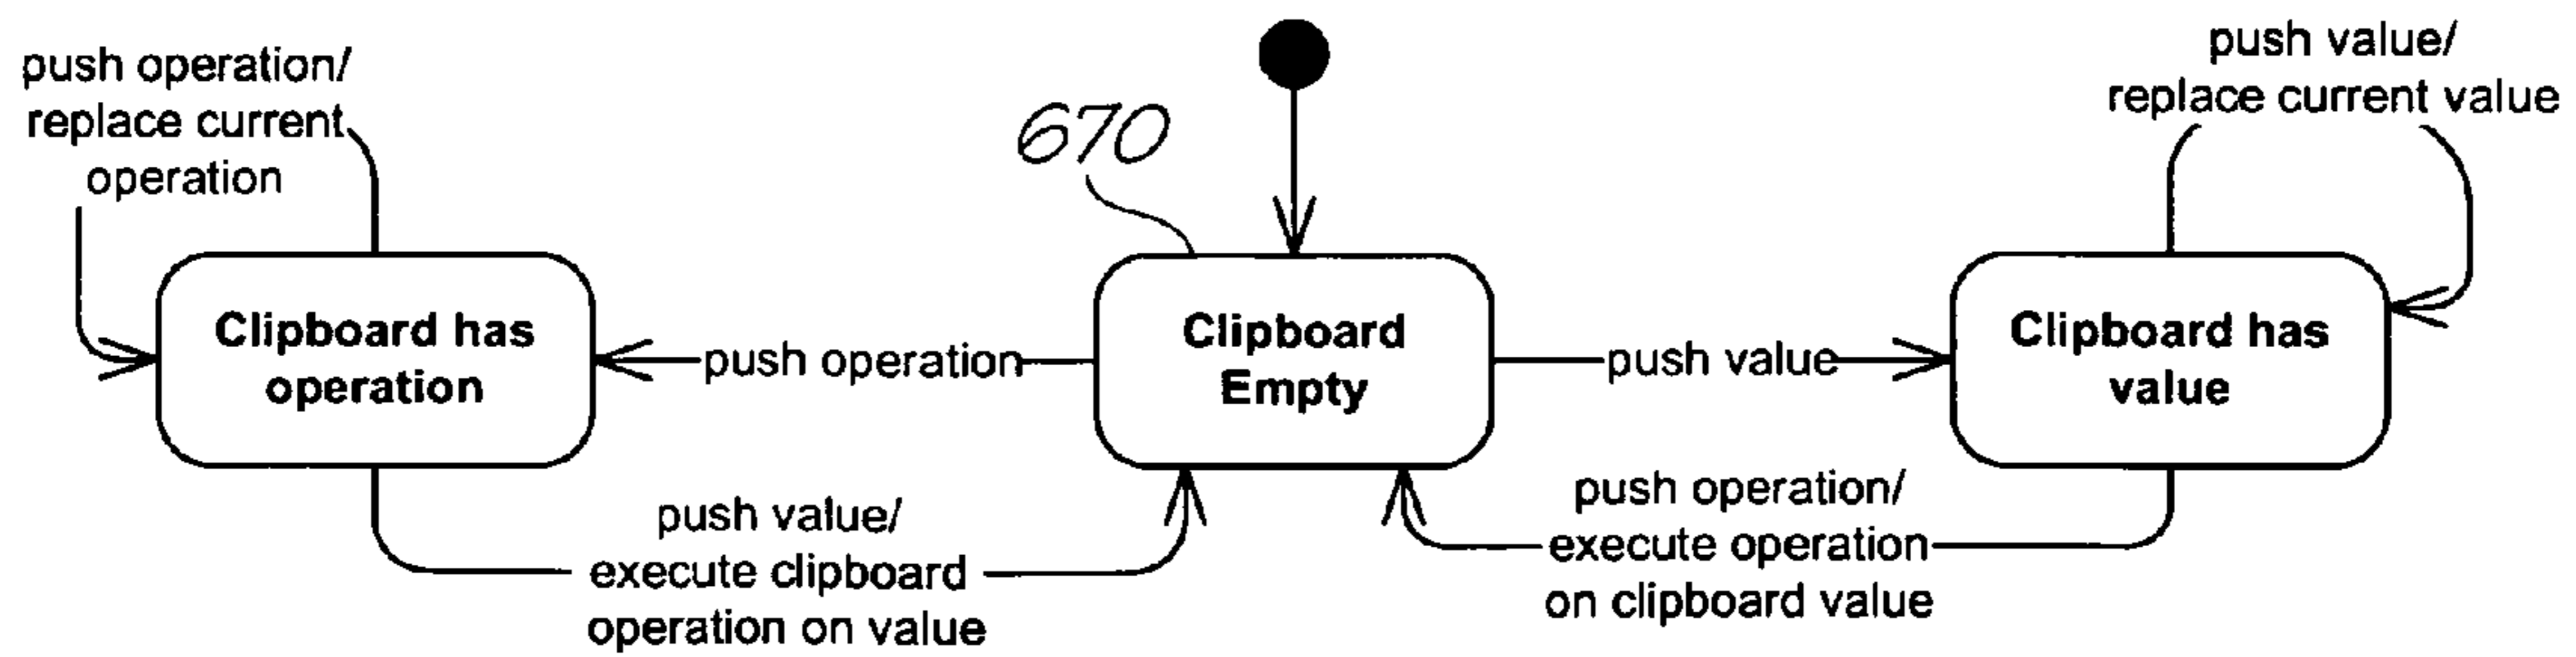 push operation/
replace current
operation
670
push value/
replace current value
Clipboard has
operation
push operation
Clipboard
Empty
push value
Clipboard has
value
push value/
execute clipboard
operation on value
push operation/
execute operation
on clipboard value